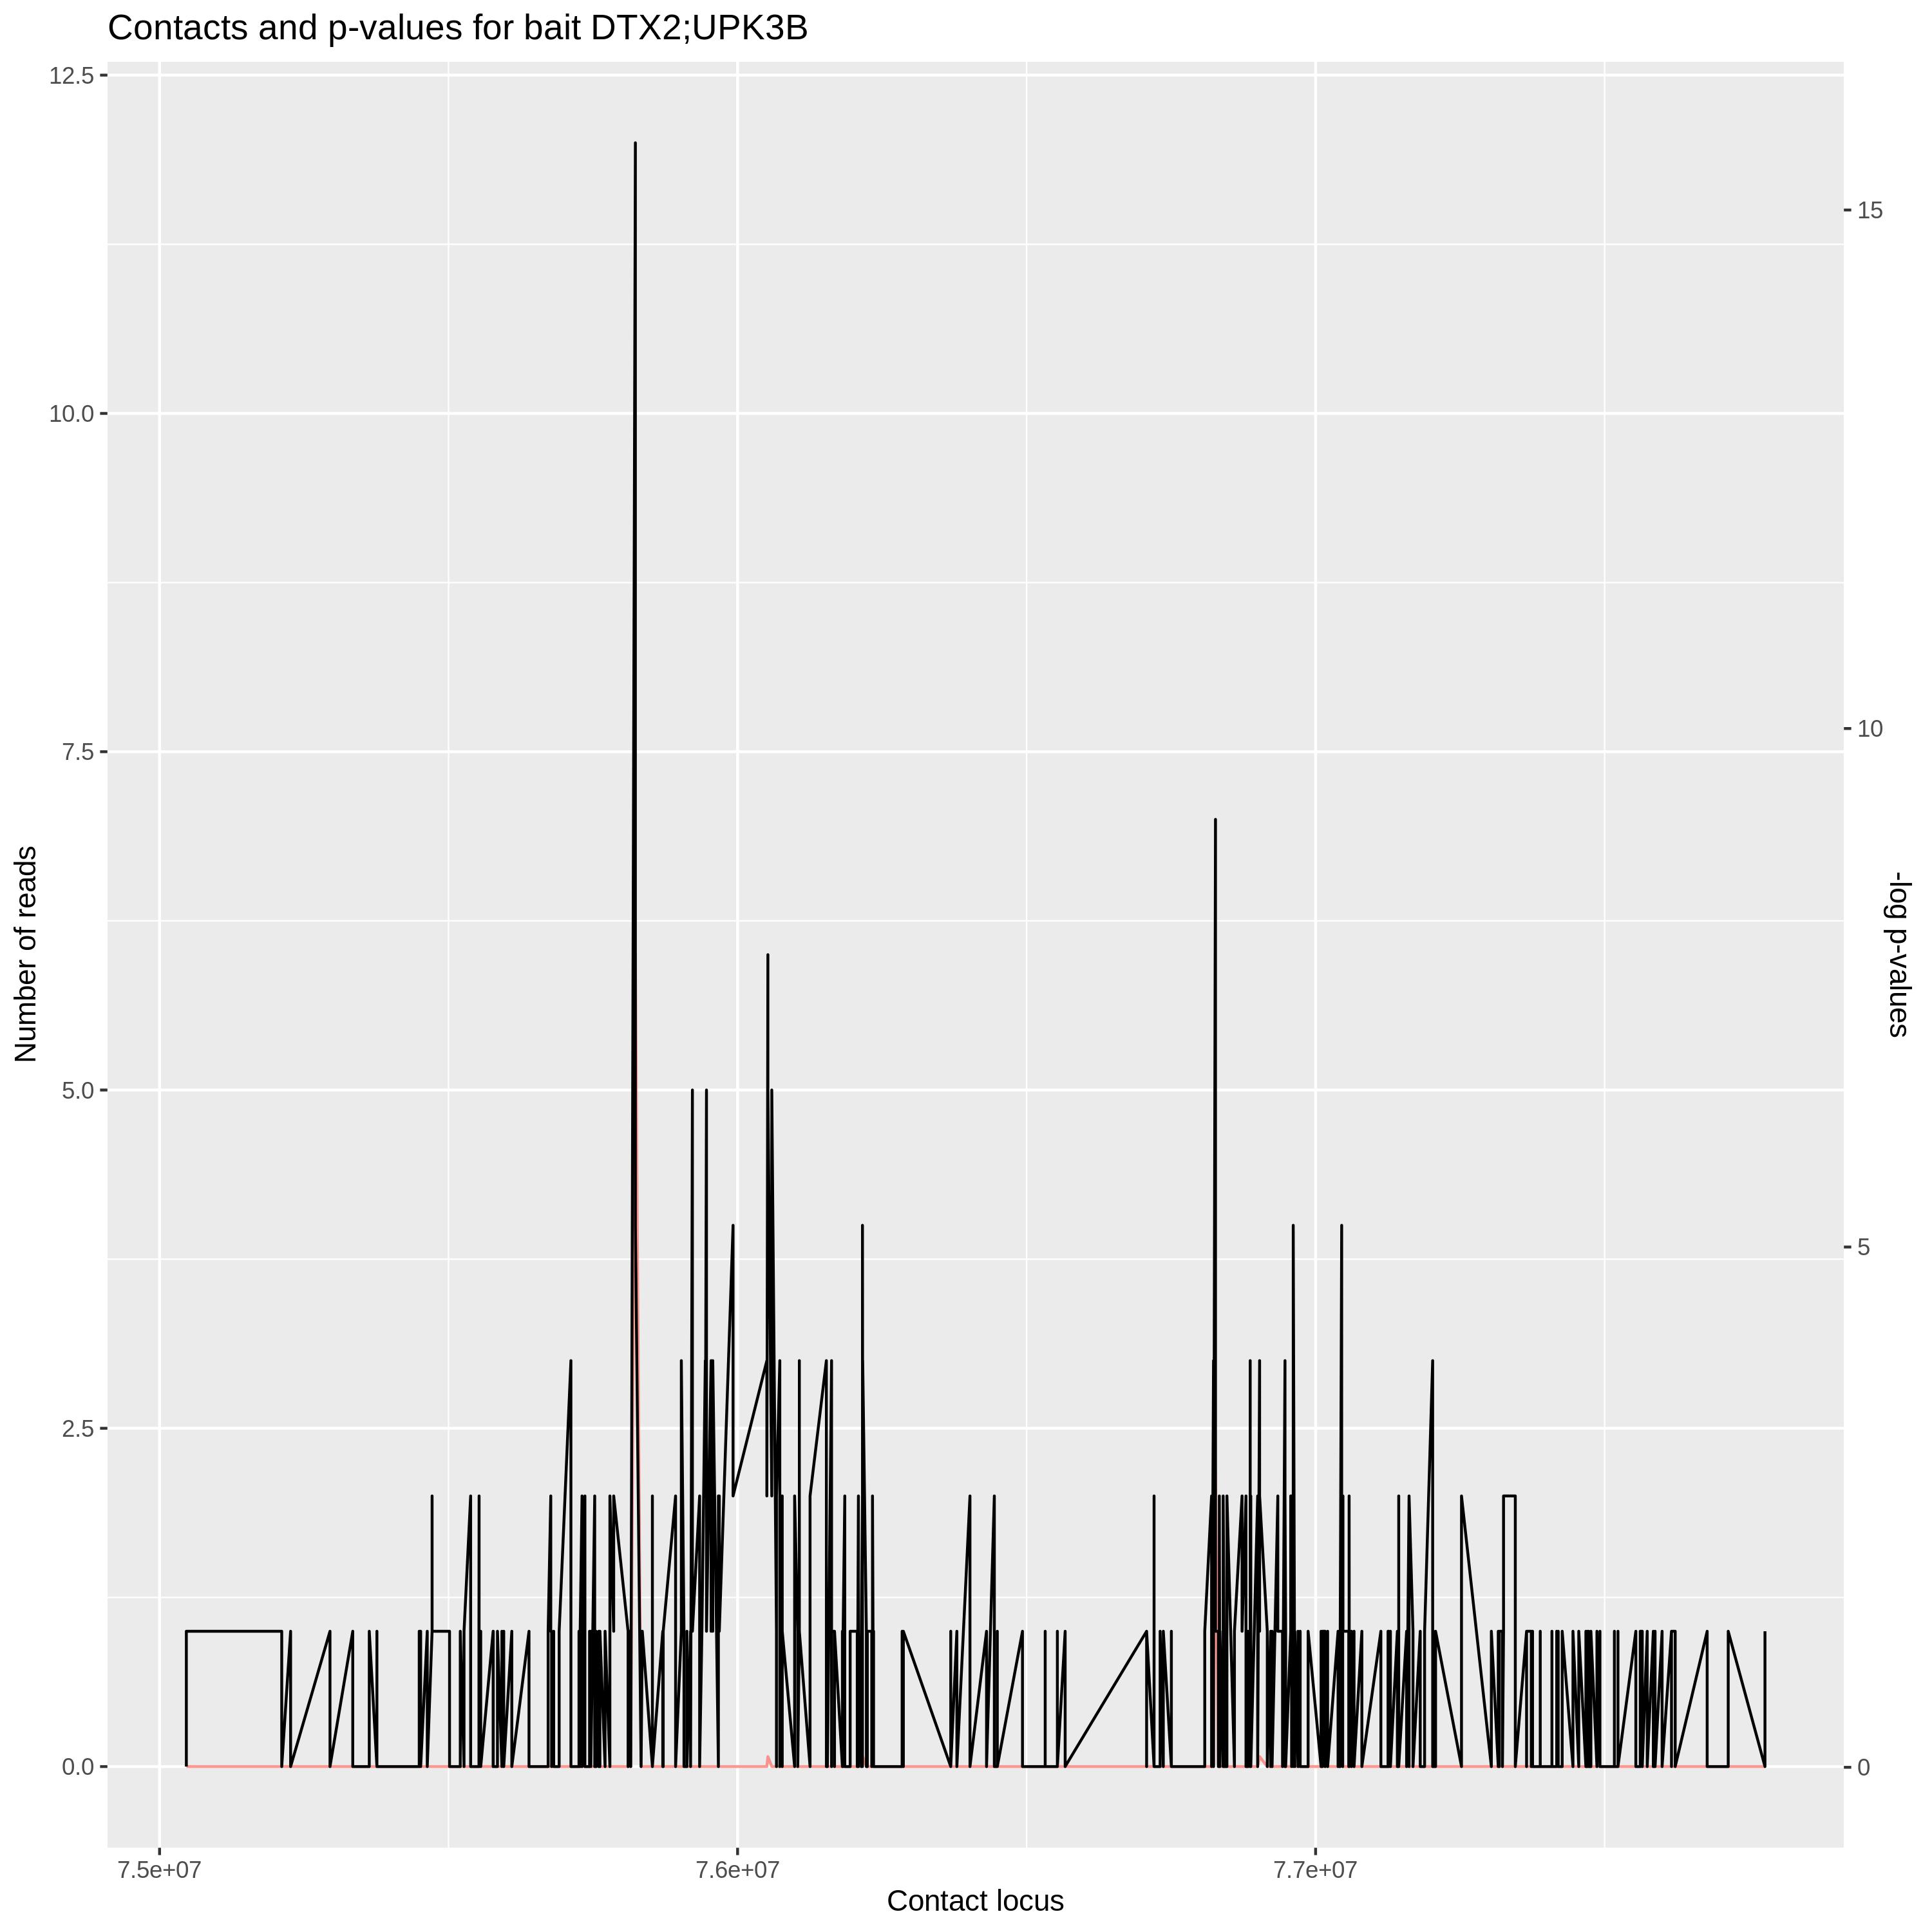 Contacts and p-values for bait DTX2;UPK3B
12.5
10.0
7.5
5.0
2.5
0.0
Number of reads
15
10
5
0
-log p-values
7.5e+07
7.6e+07
7.7e+07
Contact locus